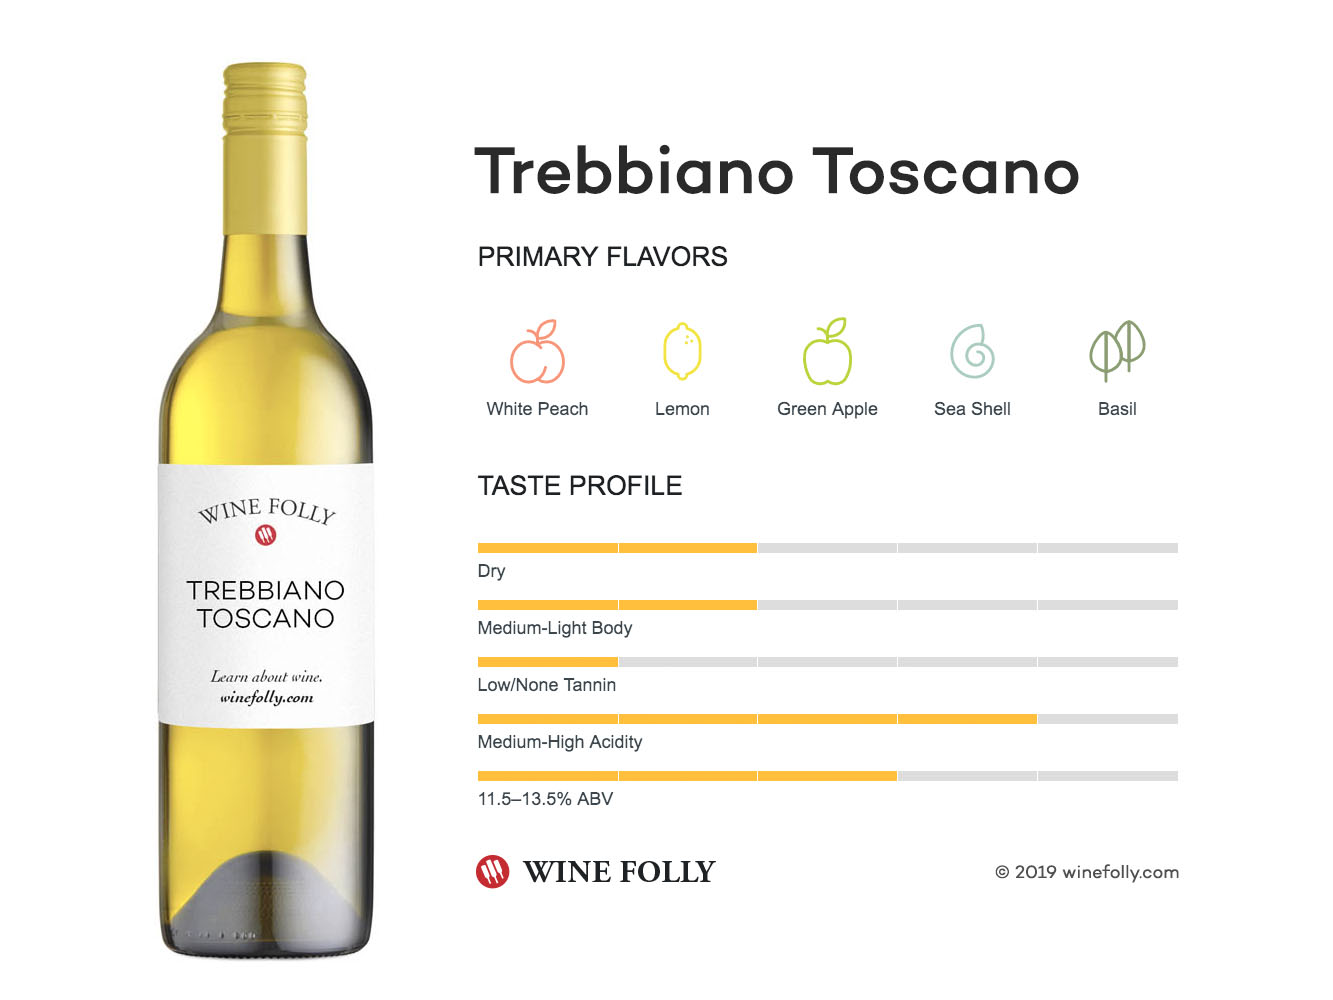 Trebbiano Toscano
PRIMARY FLAVORS
White Peach
Lemon
Green Apple
Sea Shell
Basil
TASTE PROFILE
Dry
Medium-Light Body
Low/None Tannin
Medium-High Acidity
11.5–13.5% ABV
WINE FOLLY
© 2019 winefolly.com
WINE FOLLY
TREBBIANO
TOSCANO
Learn about wine.
winefolly.com